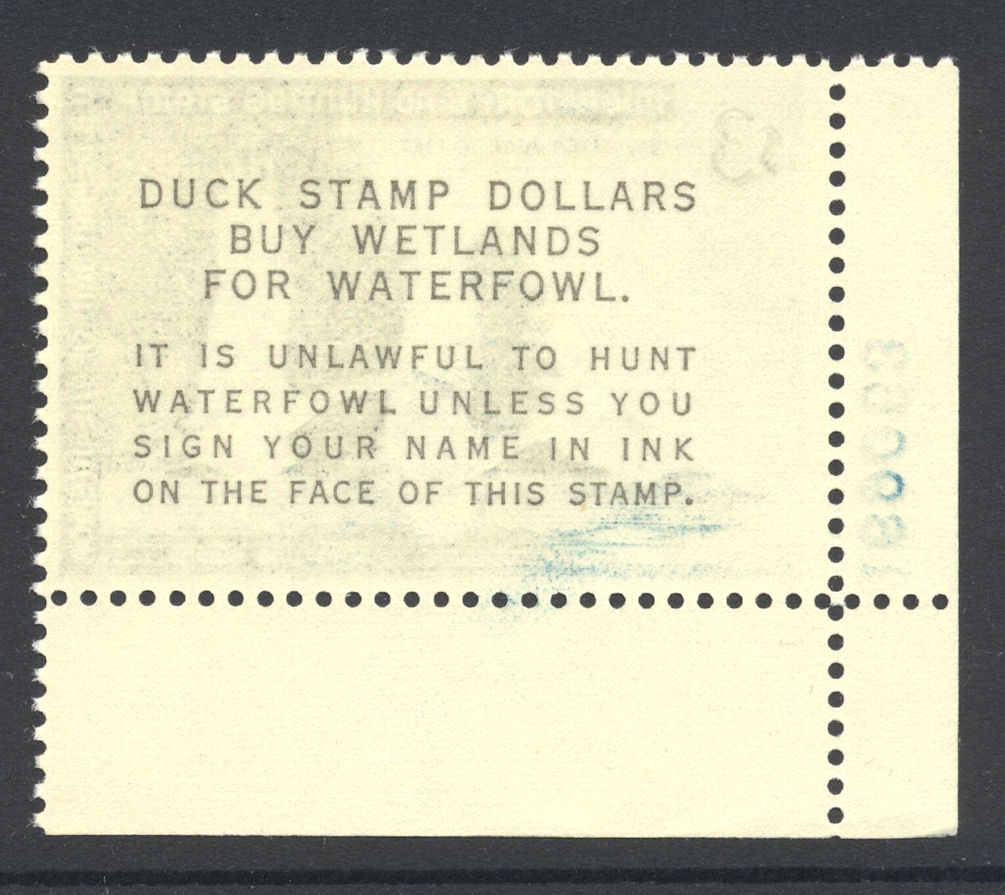 DUCK STAMP DOLLARS
BUY WETLANDS
FOR WATERFOWL.
IT IS UNLAWFUL TO HUNT
WATERFOWL UNLESS YOU
SIGN YOUR NAME IN INK
ON THE FACE OF THIS STAMP.